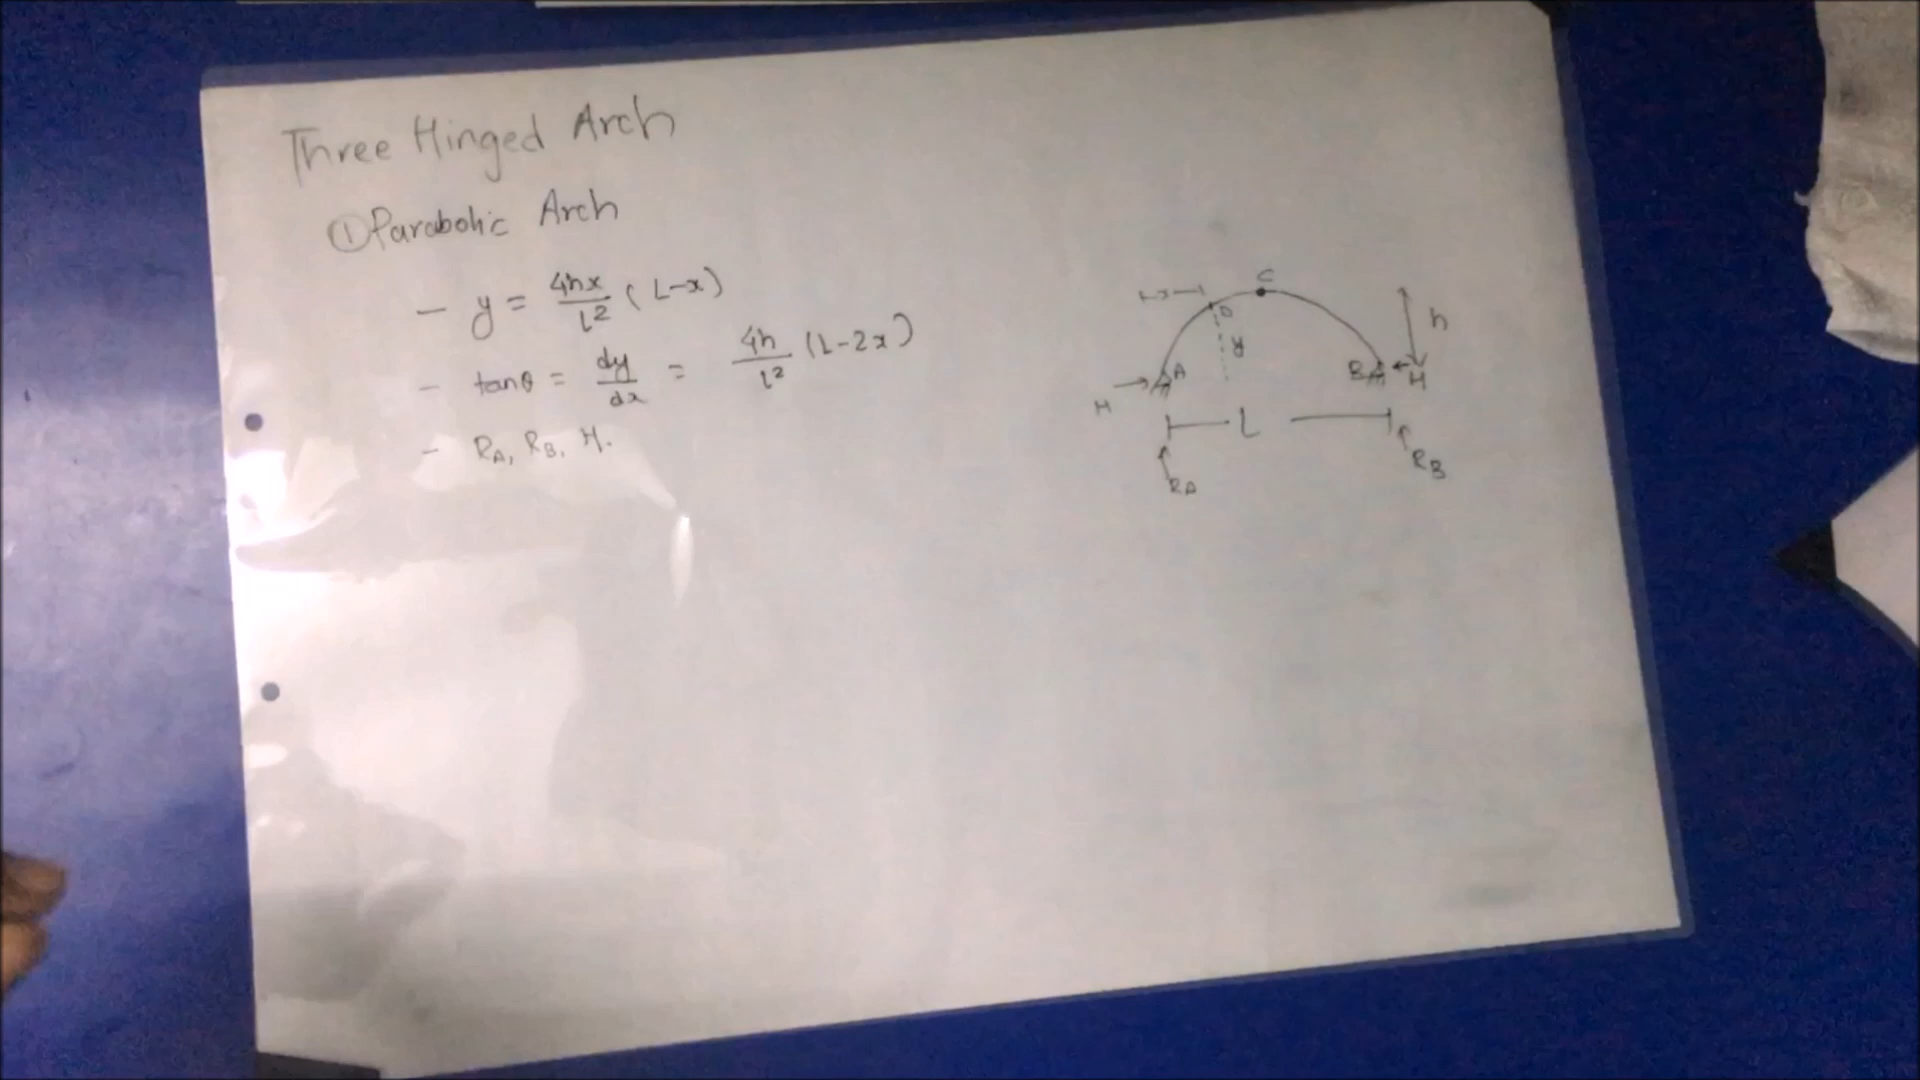 Three Hinged Arch
① Parabolic Arch
- y = 4hx/L² (L-x)
- tanθ = dy/dx = 4h/L² (L-2x)
- RA, RB, H.
C
x
D
h
y
A
B
H
H
L
RA
RB